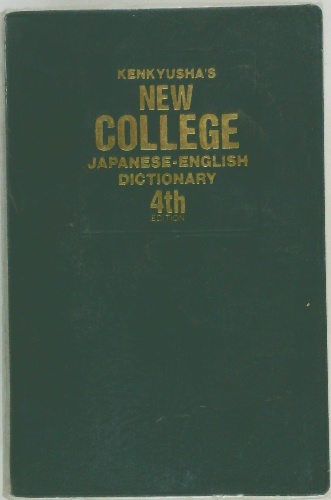 KENKYUSHA'S
NEW
COLLEGE
JAPANESE-ENGLISH
DICTIONARY
4th
EDITION